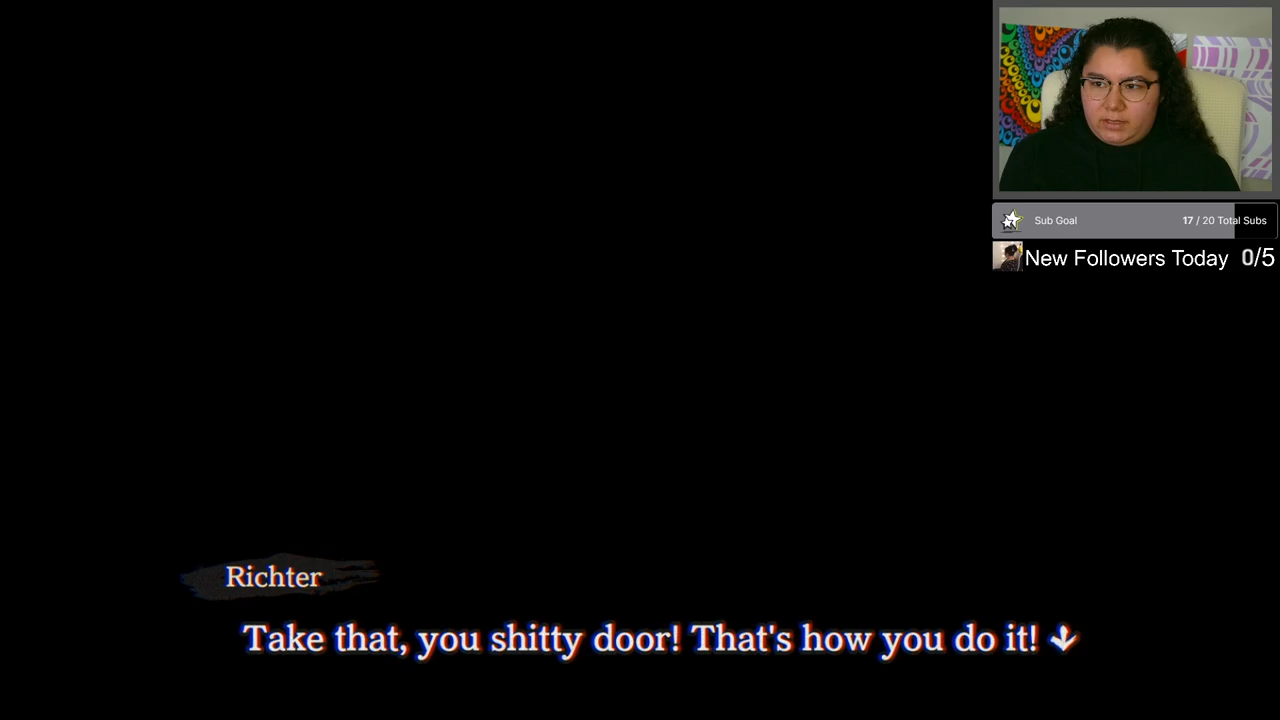 Sub Goal
17 / 20 Total Subs
New Followers Today 0/5
Richter
Take that, you shitty door! That's how you do it!